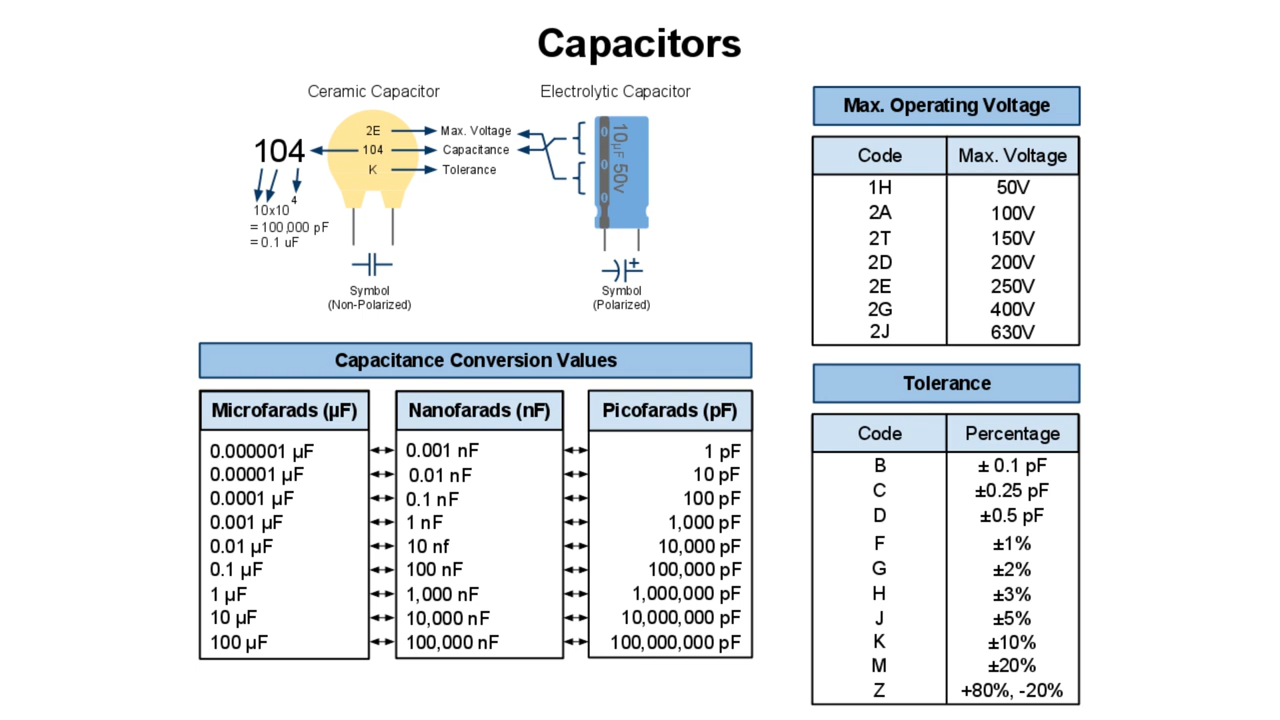 Capacitors
Ceramic Capacitor
Electrolytic Capacitor
2E
Max. Voltage
104
104
Capacitance
K
Tolerance
10x10 4
= 100,000 pF
= 0.1 uF
0
0
0
10µF 50v
+
Symbol
(Non-Polarized)
Symbol
(Polarized)
Capacitance Conversion Values
Microfarads (µF) Nanofarads (nF) Picofarads (pF)
0.000001 µF 0.001 nF 1 pF
0.00001 µF 0.01 nF 10 pF
0.0001 µF 0.1 nF 100 pF
0.001 µF 1 nF 1,000 pF
0.01 µF 10 nf 10,000 pF
0.1 µF 100 nF 100,000 pF
1 µF 1,000 nF 1,000,000 pF
10 µF 10,000 nF 10,000,000 pF
100 µF 100,000 nF 100,000,000 pF
Max. Operating Voltage
Code Max. Voltage
1H 50V
2A 100V
2T 150V
2D 200V
2E 250V
2G 400V
2J 630V
Tolerance
Code Percentage
B ± 0.1 pF
C ±0.25 pF
D ±0.5 pF
F ±1%
G ±2%
H ±3%
J ±5%
K ±10%
M ±20%
Z +80%, -20%